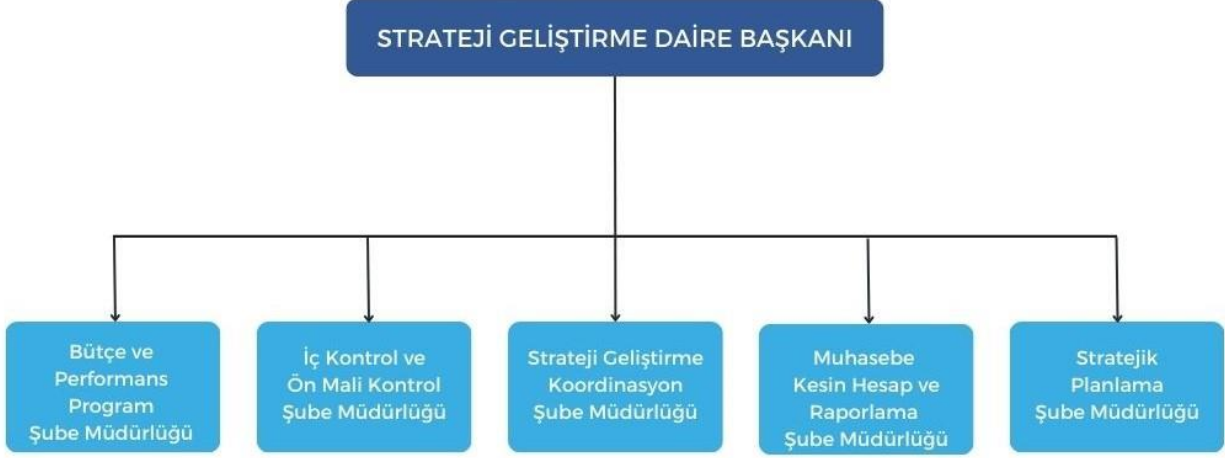 STRATEJİ GELİŞTİRME DAİRE BAŞKANI
Bütçe ve
Performans
Program
Şube Müdürlüğü
İç Kontrol ve
Ön Mali Kontrol
Şube Müdürlüğü
Strateji Geliştirme
Koordinasyon
Şube Müdürlüğü
Muhasebe
Kesin Hesap ve
Raporlama
Şube Müdürlüğü
Stratejik
Planlama
Şube Müdürlüğü